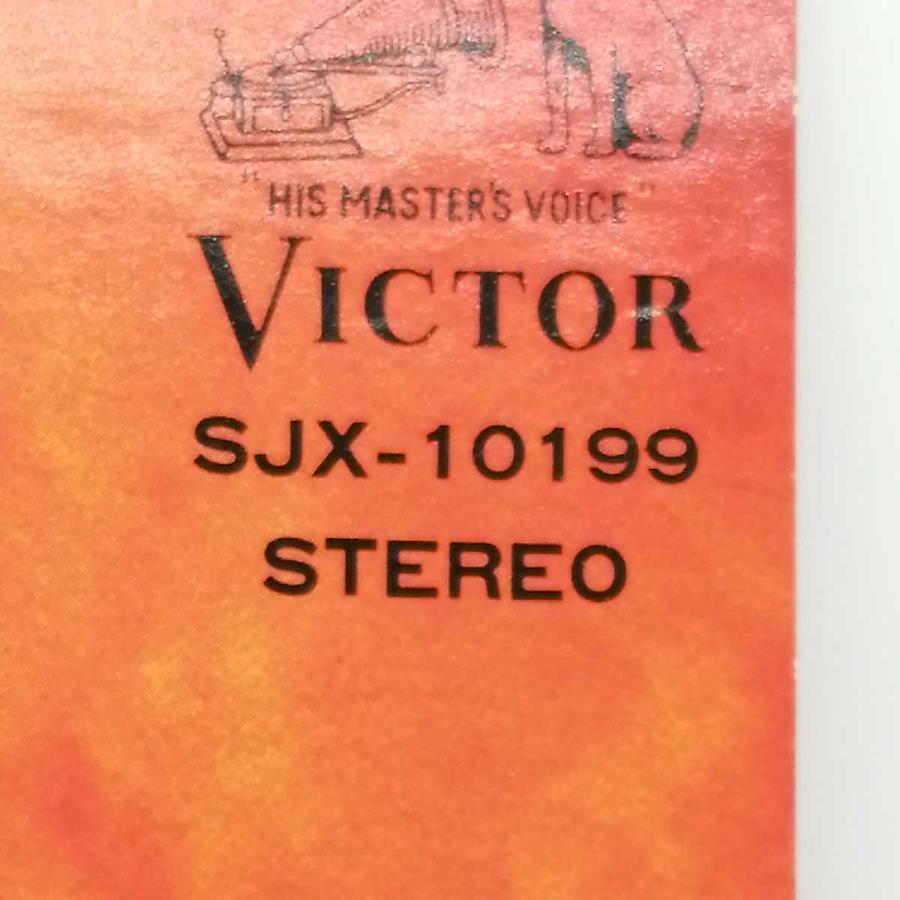 "HIS MASTER'S VOICE"
VICTOR
SJX-10199
STEREO